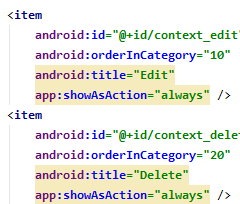 <item
android:id="@+id/context_edit"
android:orderInCategory="10"
android:title="Edit"
app:showAsAction="always" />
<item
android:id="@+id/context_dele
android:orderInCategory="20"
android:title="Delete"
app:showAsAction="always" />